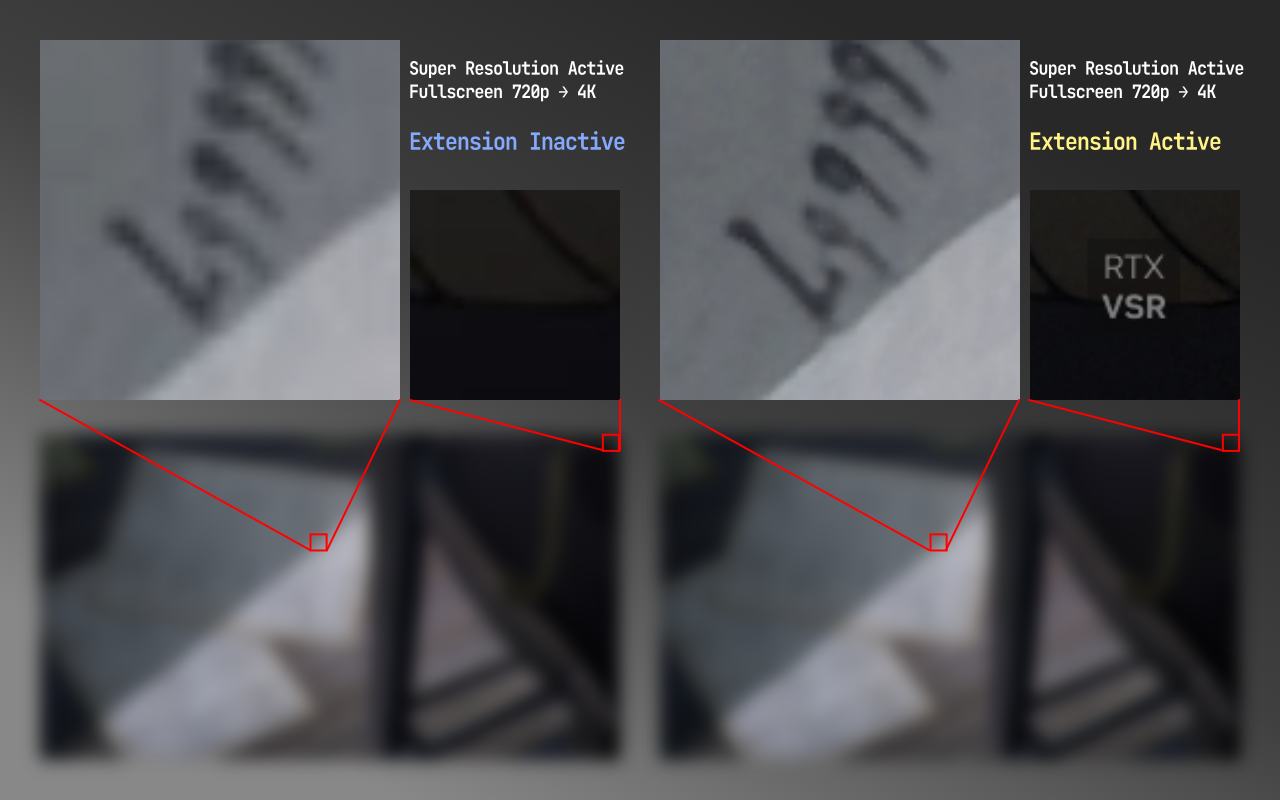 Super Resolution Active
Fullscreen 720p → 4K
Extension Inactive
Super Resolution Active
Fullscreen 720p → 4K
Extension Active
RTX
VSR